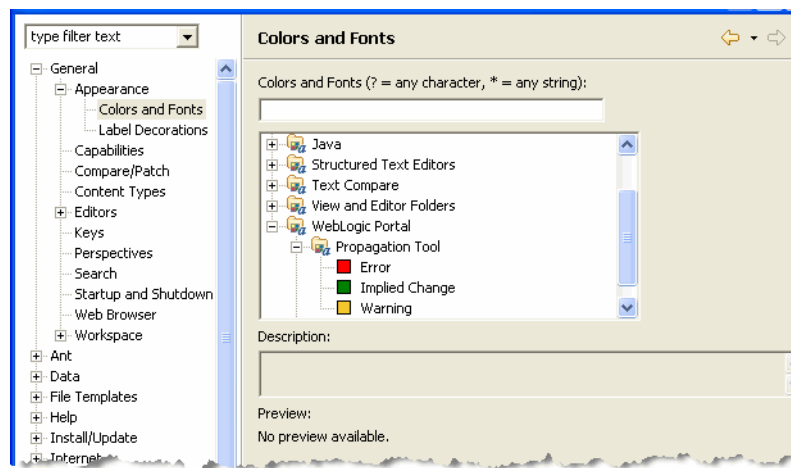 type filter text
General
Appearance
Colors and Fonts
Label Decorations
Capabilities
Compare/Patch
Content Types
Editors
Keys
Perspectives
Search
Startup and Shutdown
Web Browser
Workspace
Ant
Data
File Templates
Help
Install/Update
Internet
Colors and Fonts
Colors and Fonts (? = any character, * = any string):
Java
Structured Text Editors
Text Compare
View and Editor Folders
WebLogic Portal
Propagation Tool
Error
Implied Change
Warning
Description:
Preview:
No preview available.